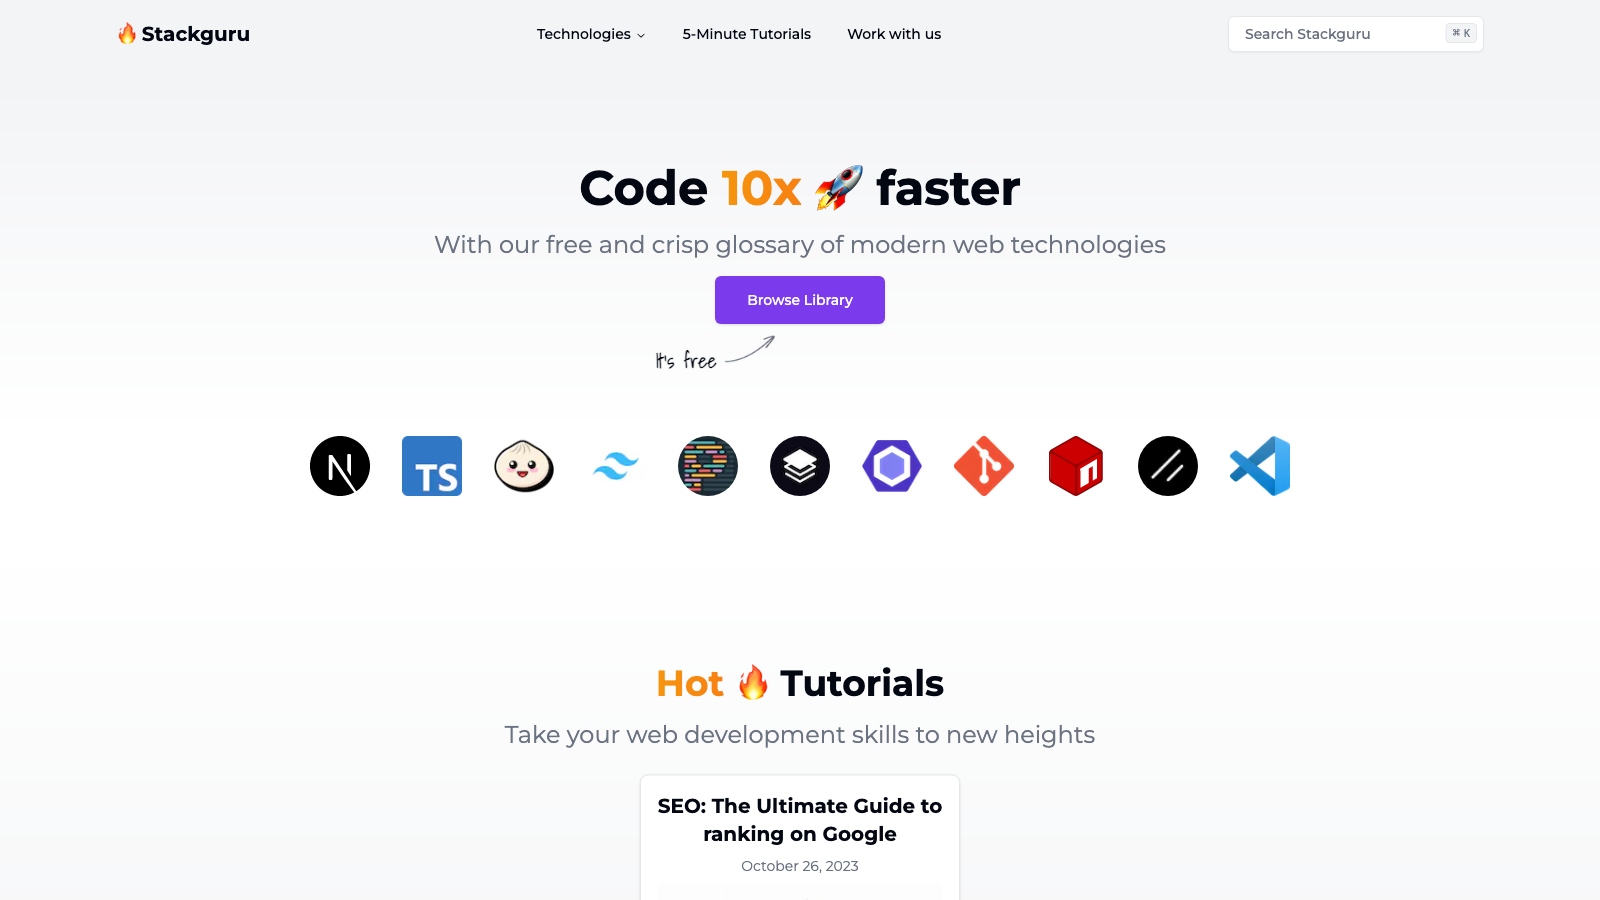 🔥 Stackguru
Technologies
5-Minute Tutorials
Work with us
Search Stackguru
⌘ K
Code 10x 🚀 faster
With our free and crisp glossary of modern web technologies
Browse Library
It's free
N
TS
n
Hot 🔥 Tutorials
Take your web development skills to new heights
SEO: The Ultimate Guide to
ranking on Google
October 26, 2023